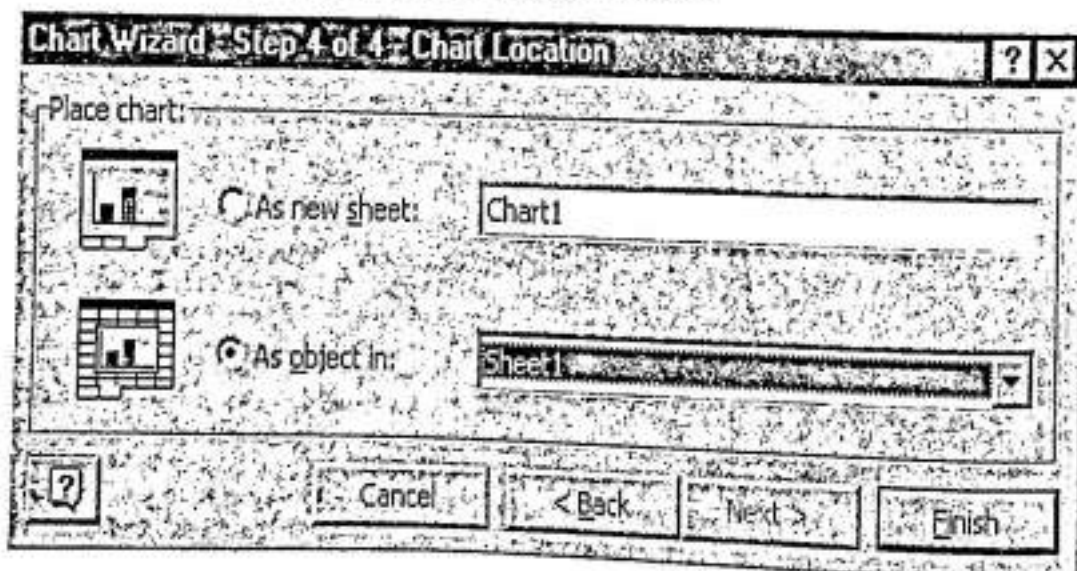 Chart Wizard - Step 4 of 4 - Chart Location ? X
Place chart:
As new sheet: Chart1
As object in: Sheet1
? Cancel < Back Next > Finish